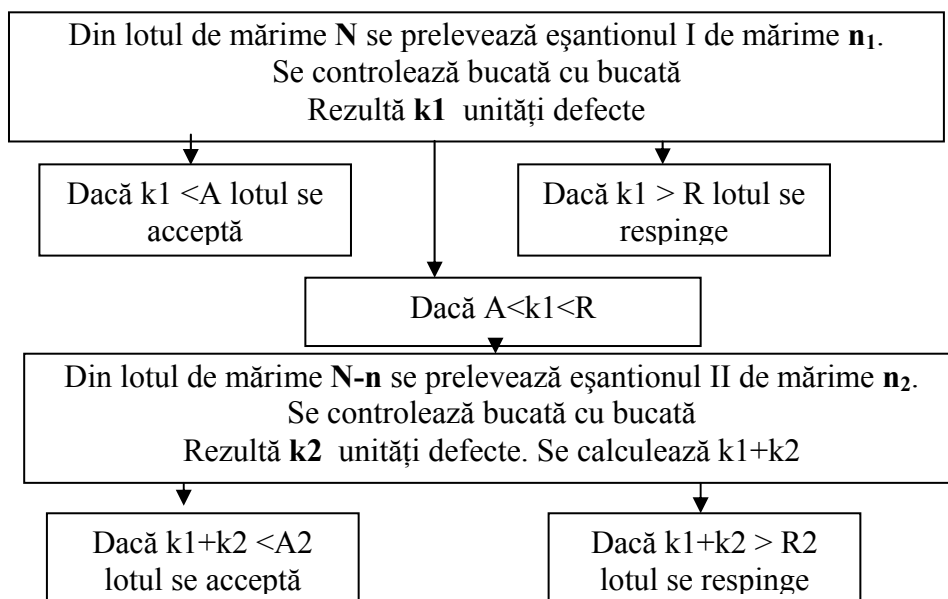 Din lotul de mărime N se prelevează eşantionul I de mărime n₁.
Se controlează bucată cu bucată
Rezultă k1 unităţi defecte
Dacă k1 <A lotul se
acceptă
Dacă k1 > R lotul se
respinge
Dacă A<k1<R
Din lotul de mărime N-n se prelevează eşantionul II de mărime n₂.
Se controlează bucată cu bucată
Rezultă k2 unităţi defecte. Se calculează k1+k2
Dacă k1+k2 <A2
lotul se acceptă
Dacă k1+k2 > R2
lotul se respinge